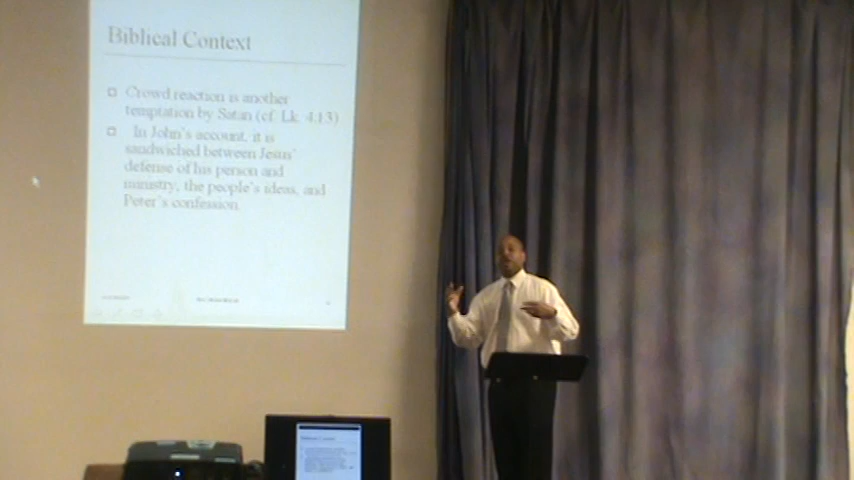 Biblical Context
Crowd reaction is another
temptation by Satan (cf. Lk. 4:13)
In John's account, it is
sandwiched between Jesus'
defense of his person and
ministry, the people's ideas, and
Peter's confession.